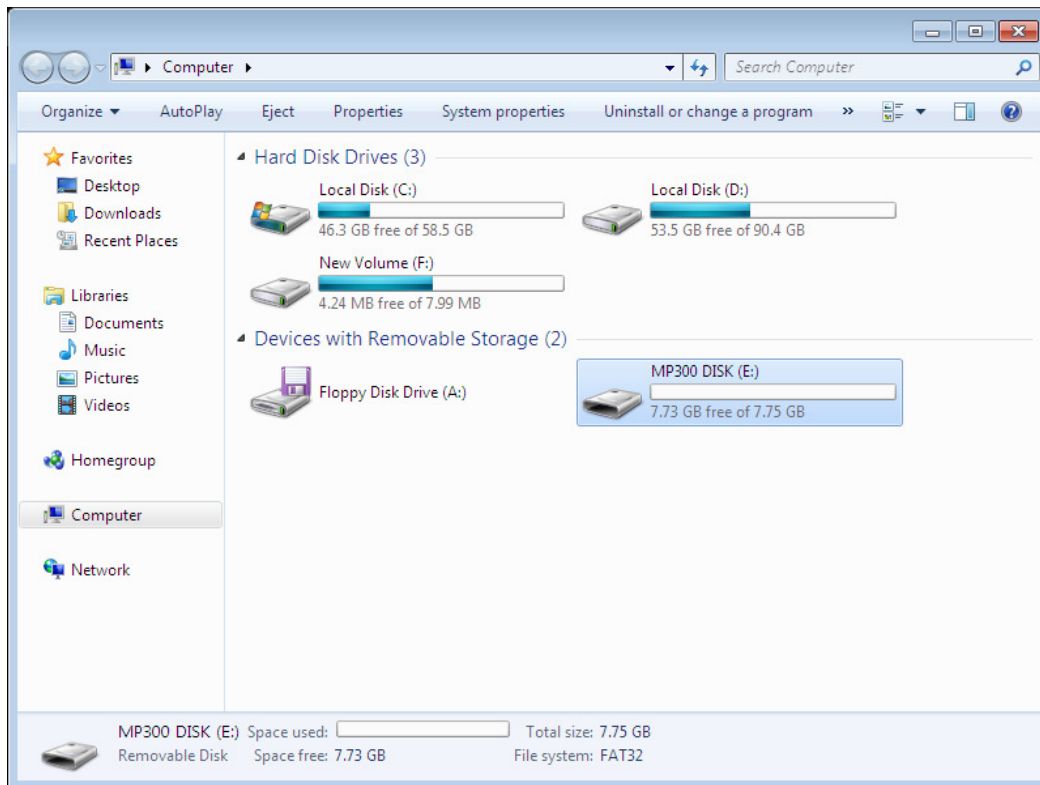 Computer
Search Computer
Organize AutoPlay Eject Properties System properties Uninstall or change a program »
Favorites
Desktop
Downloads
Recent Places
Libraries
Documents
Music
Pictures
Videos
Homegroup
Computer
Network
Hard Disk Drives (3)
Local Disk (C:)
46.3 GB free of 58.5 GB
Local Disk (D:)
53.5 GB free of 90.4 GB
New Volume (F:)
4.24 MB free of 7.99 MB
Devices with Removable Storage (2)
Floppy Disk Drive (A:)
MP300 DISK (E:)
7.73 GB free of 7.75 GB
MP300 DISK (E:) Space used: Total size: 7.75 GB
Removable Disk Space free: 7.73 GB File system: FAT32